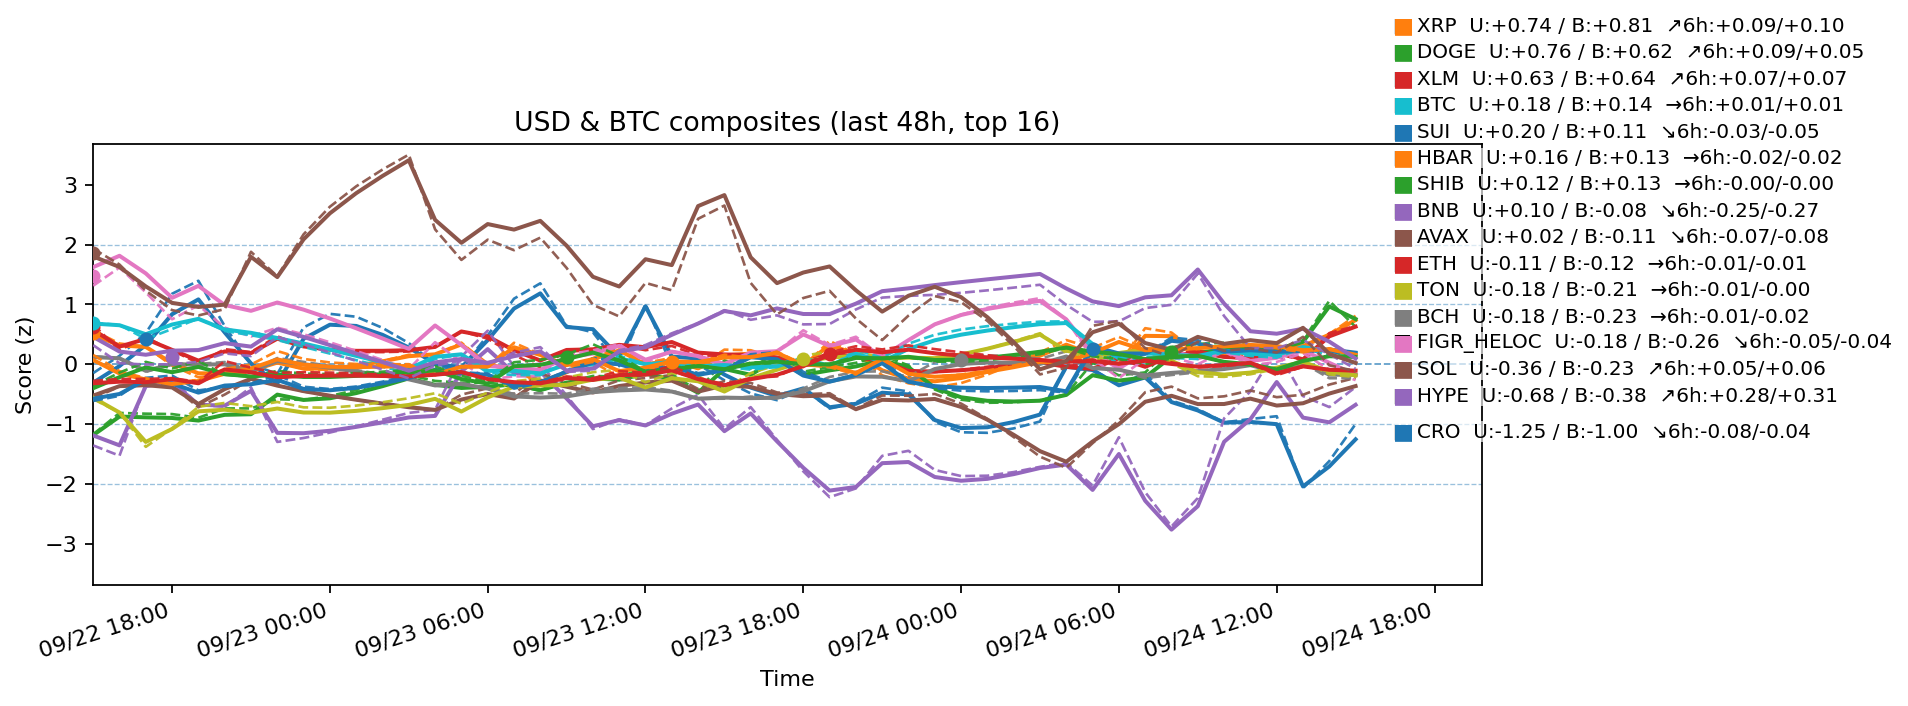 XRP U:+0.74 / B:+0.81 ↗6h:+0.09/+0.10
DOGE U:+0.76 / B:+0.62 ↗6h:+0.09/+0.05
XLM U:+0.63 / B:+0.64 ↗6h:+0.07/+0.07
BTC U:+0.18 / B:+0.14 →6h:+0.01/+0.01
SUI U:+0.20 / B:+0.11 ↘6h:-0.03/-0.05
HBAR U:+0.16 / B:+0.13 →6h:-0.02/-0.02
SHIB U:+0.12 / B:+0.13 →6h:-0.00/-0.00
BNB U:+0.10 / B:-0.08 ↘6h:-0.25/-0.27
AVAX U:+0.02 / B:-0.11 ↘6h:-0.07/-0.08
ETH U:-0.11 / B:-0.12 →6h:-0.01/-0.01
TON U:-0.18 / B:-0.21 →6h:-0.01/-0.00
BCH U:-0.18 / B:-0.23 →6h:-0.01/-0.02
FIGR_HELOC U:-0.18 / B:-0.26 ↘6h:-0.05/-0.04
SOL U:-0.36 / B:-0.23 ↗6h:+0.05/+0.06
HYPE U:-0.68 / B:-0.38 ↗6h:+0.28/+0.31
CRO U:-1.25 / B:-1.00 ↘6h:-0.08/-0.04
USD & BTC composites (last 48h, top 16)
Score (z)
3
2
1
0
−1
−2
−3
09/22 18:00
09/23 00:00
09/23 06:00
09/23 12:00
09/23 18:00
09/24 00:00
09/24 06:00
09/24 12:00
09/24 18:00
Time